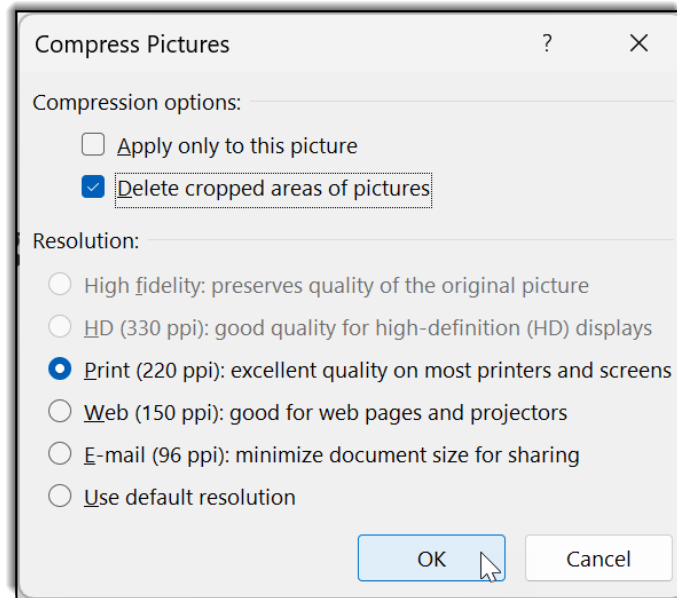 Compress Pictures ?
Compression options:
Apply only to this picture
Delete cropped areas of pictures
Resolution:
High fidelity: preserves quality of the original picture
HD (330 ppi): good quality for high-definition (HD) displays
Print (220 ppi): excellent quality on most printers and screens
Web (150 ppi): good for web pages and projectors
E-mail (96 ppi): minimize document size for sharing
Use default resolution
OK Cancel